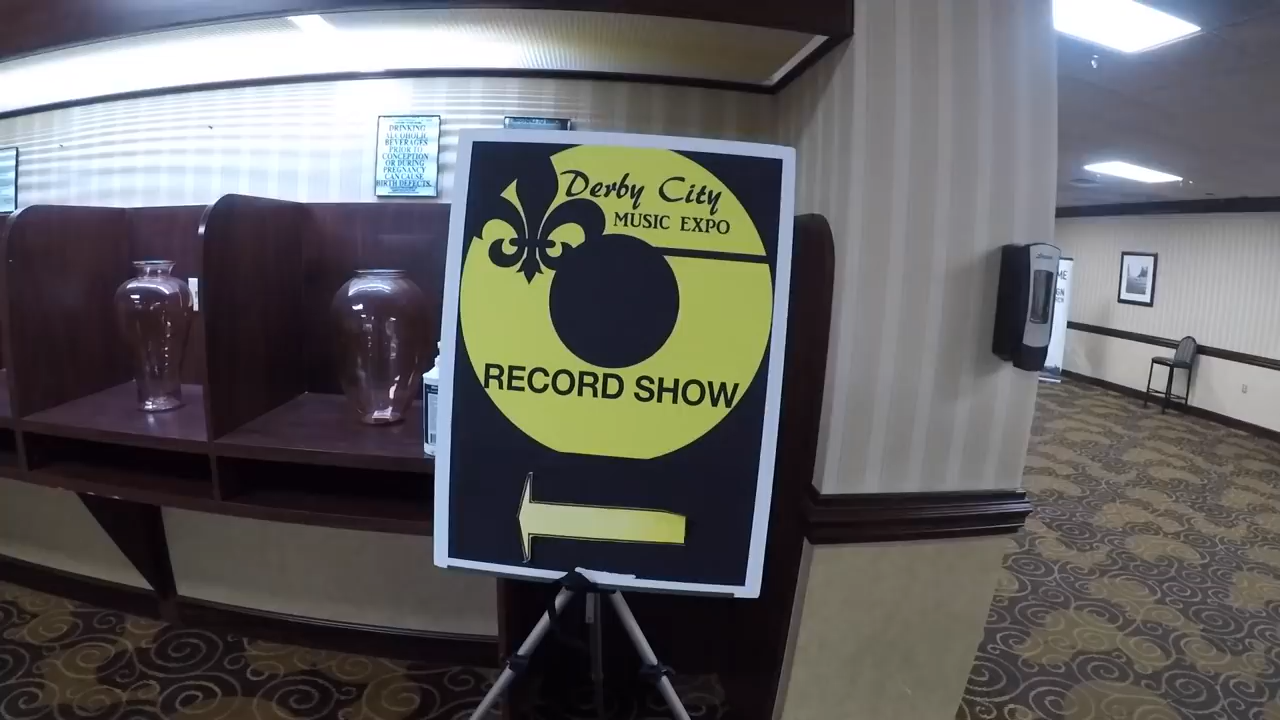 DRINKING
ALCOHOLIC
BEVERAGES
PRIOR TO
CONCEPTION
OR DURING
PREGNANCY
CAN CAUSE
BIRTH DEFECTS.
Derby City
MUSIC EXPO
RECORD SHOW